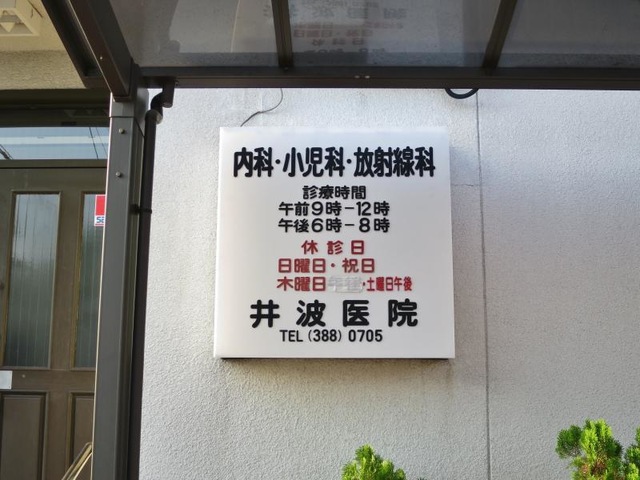 内科・小児科・放射線科
診療時間
午前9時－12時
午後6時－8時
休診日
日曜日・祝日
木曜日午後・土曜日午後
井波医院
TEL (388) 0705